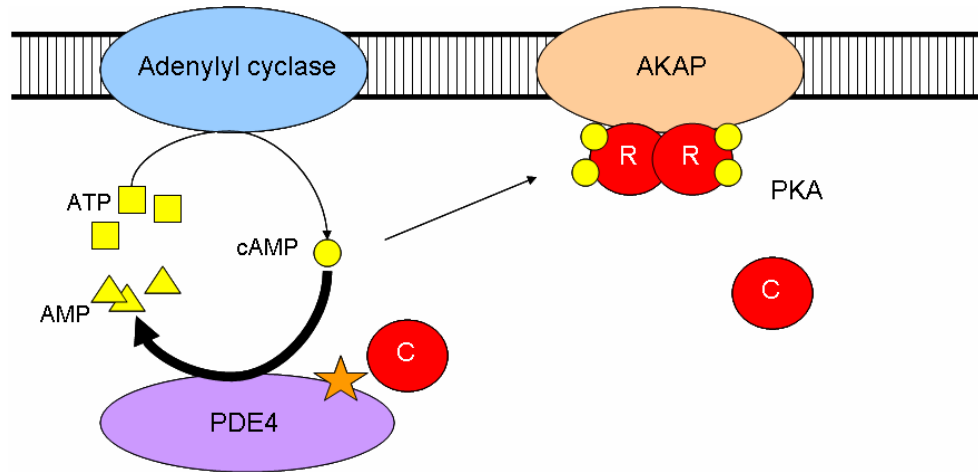 Adenylyl cyclase
AKAP
R
R
PKA
ATP
cAMP
C
AMP
C
PDE4